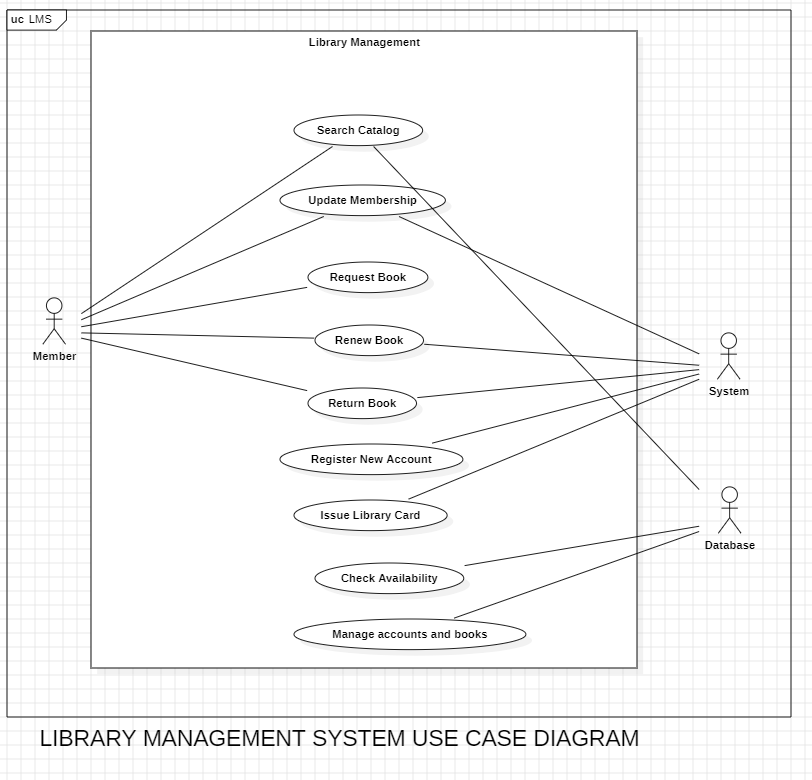 uc LMS
Library Management
Search Catalog
Update Membership
Request Book
Member
Renew Book
System
Return Book
Register New Account
Issue Library Card
Database
Check Availability
Manage accounts and books
LIBRARY MANAGEMENT SYSTEM USE CASE DIAGRAM